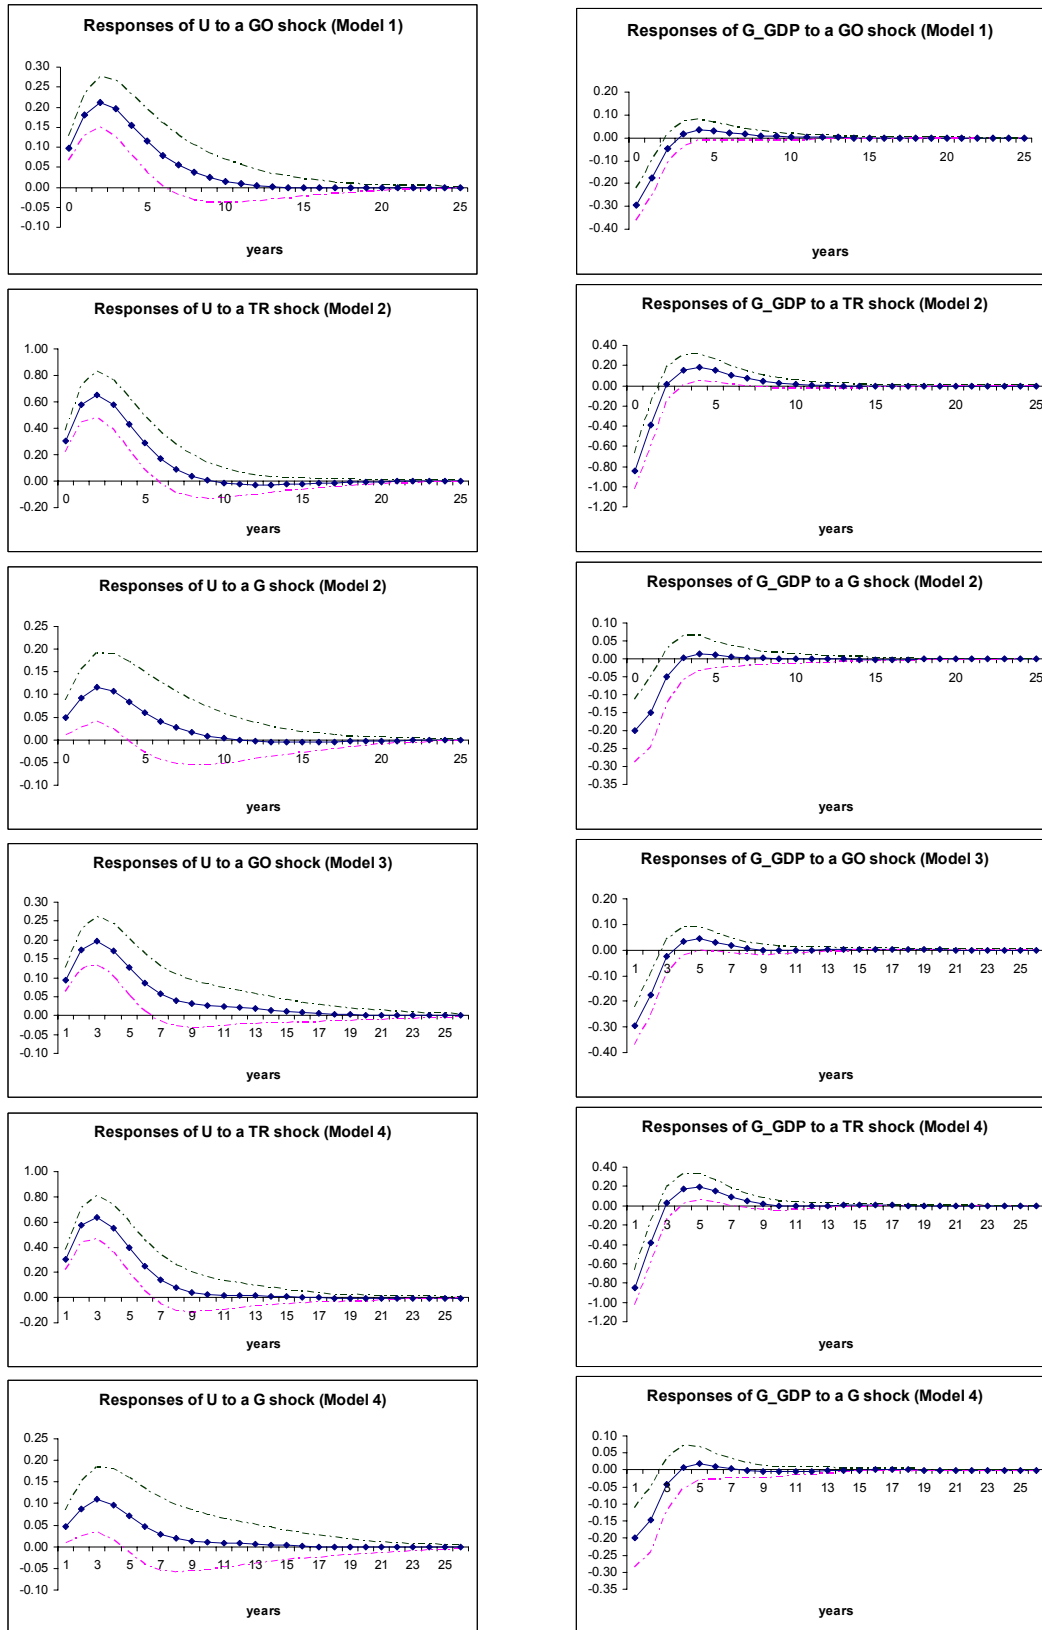 Responses of U to a GO shock (Model 1)
0.30
0.25
0.20
0.15
0.10
0.05
0.00
-0.05
-0.10
0 5 10 15 20 25
years
Responses of G_GDP to a GO shock (Model 1)
0.20
0.10
0.00
-0.10
-0.20
-0.30
-0.40
0 5 10 15 20 25
years
Responses of U to a TR shock (Model 2)
1.00
0.80
0.60
0.40
0.20
0.00
-0.20
0 5 10 15 20 25
years
Responses of G_GDP to a TR shock (Model 2)
0.40
0.20
0.00
-0.20
-0.40
-0.60
-0.80
-1.00
-1.20
0 5 10 15 20 25
years
Responses of U to a G shock (Model 2)
0.25
0.20
0.15
0.10
0.05
0.00
-0.05
-0.10
0 5 10 15 20 25
years
Responses of G_GDP to a G shock (Model 2)
0.10
0.05
0.00
-0.05
-0.10
-0.15
-0.20
-0.25
-0.30
-0.35
0 5 10 15 20 25
years
Responses of U to a GO shock (Model 3)
0.30
0.25
0.20
0.15
0.10
0.05
0.00
-0.05
-0.10
1 3 5 7 9 11 13 15 17 19 21 23 25
years
Responses of G_GDP to a GO shock (Model 3)
0.20
0.10
0.00
-0.10
-0.20
-0.30
-0.40
1 3 5 7 9 11 13 15 17 19 21 23 25
years
Responses of U to a TR shock (Model 4)
1.00
0.80
0.60
0.40
0.20
0.00
-0.20
1 3 5 7 9 11 13 15 17 19 21 23 25
years
Responses of G_GDP to a TR shock (Model 4)
0.40
0.20
0.00
-0.20
-0.40
-0.60
-0.80
-1.00
-1.20
1 3 5 7 9 11 13 15 17 19 21 23 25
years
Responses of U to a G shock (Model 4)
0.25
0.20
0.15
0.10
0.05
0.00
-0.05
-0.10
1 3 5 7 9 11 13 15 17 19 21 23 25
years
Responses of G_GDP to a G shock (Model 4)
0.10
0.05
0.00
-0.05
-0.10
-0.15
-0.20
-0.25
-0.30
-0.35
1 3 5 7 9 11 13 15 17 19 21 23 25
years